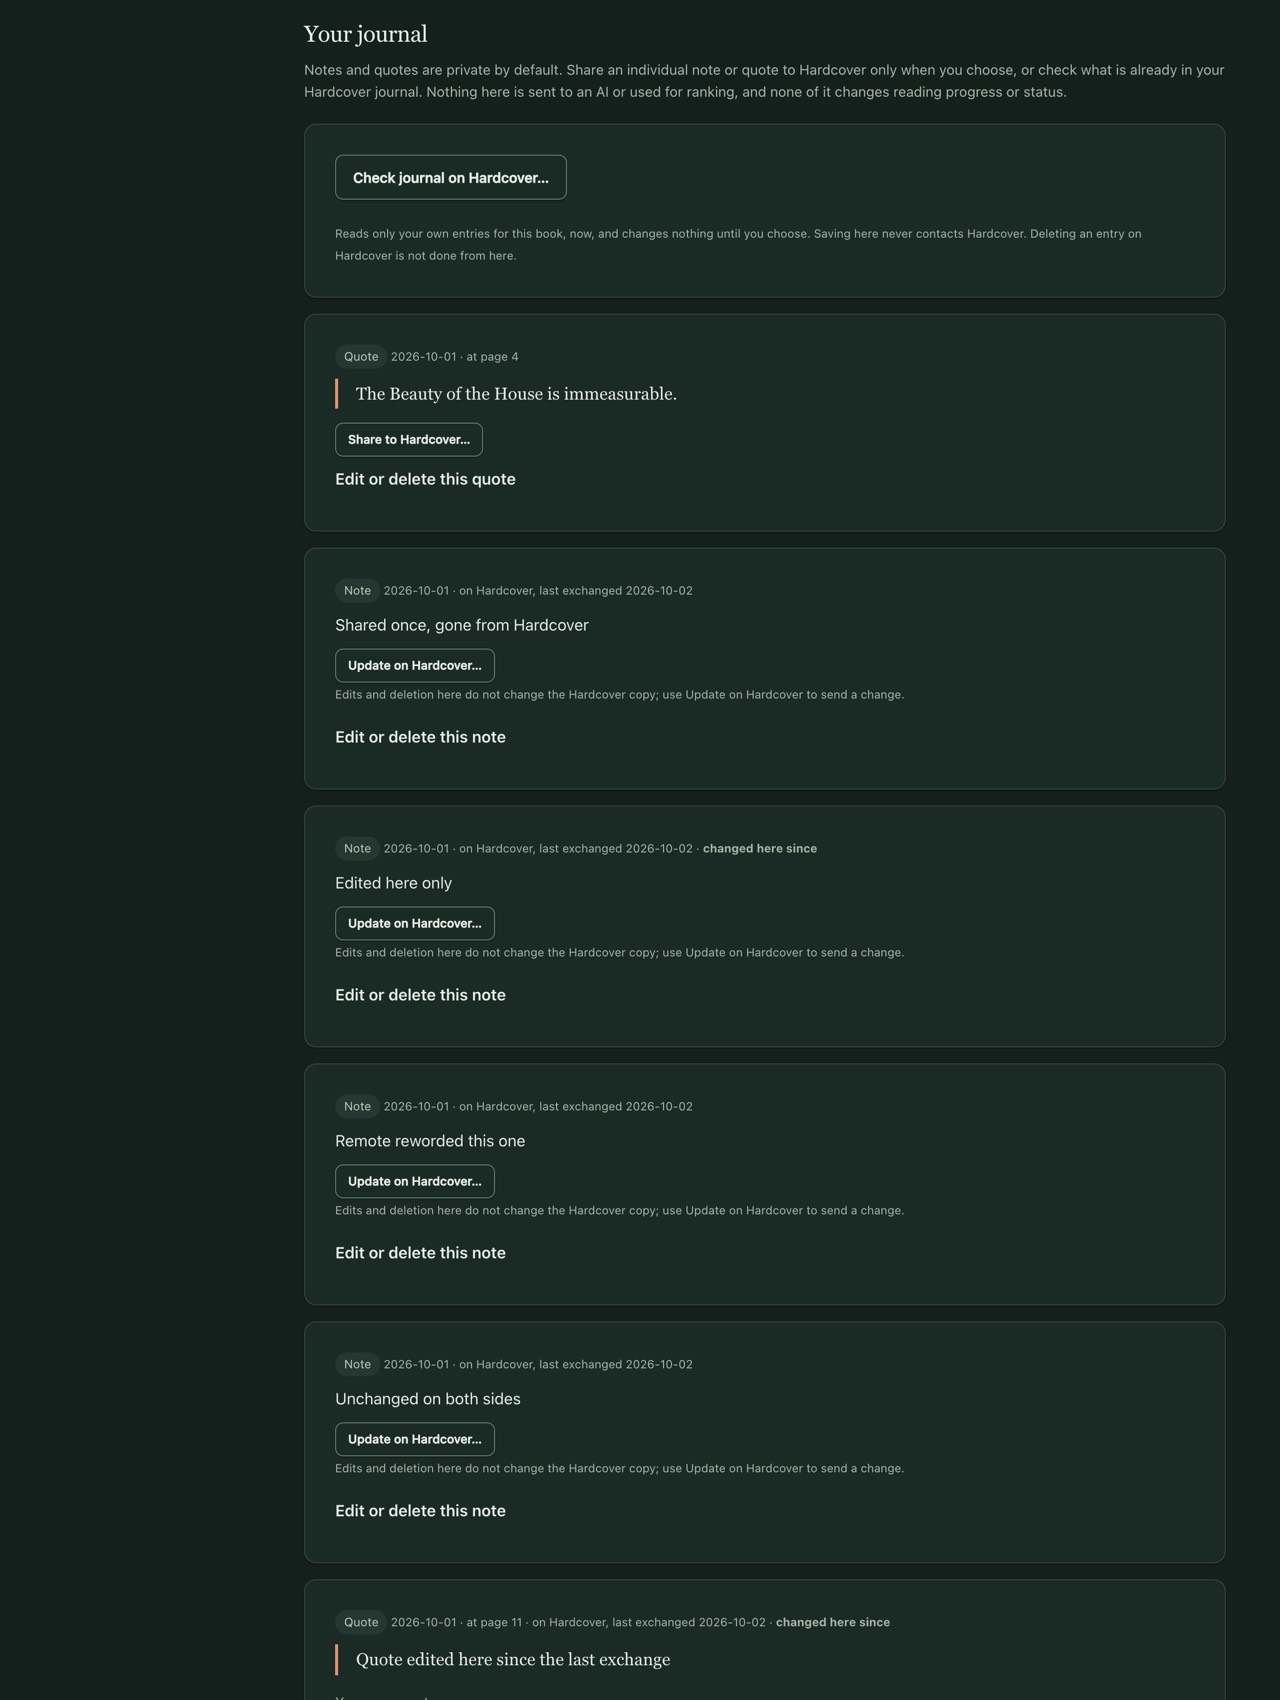 Your journal
Notes and quotes are private by default. Share an individual note or quote to Hardcover only when you choose, or check what is already in your
Hardcover journal. Nothing here is sent to an AI or used for ranking, and none of it changes reading progress or status.
Check journal on Hardcover…
Reads only your own entries for this book, now, and changes nothing until you choose. Saving here never contacts Hardcover. Deleting an entry on
Hardcover is not done from here.
Quote 2026-10-01 · at page 4
The Beauty of the House is immeasurable.
Share to Hardcover…
Edit or delete this quote
Note 2026-10-01 · on Hardcover, last exchanged 2026-10-02
Shared once, gone from Hardcover
Update on Hardcover…
Edits and deletion here do not change the Hardcover copy; use Update on Hardcover to send a change.
Edit or delete this note
Note 2026-10-01 · on Hardcover, last exchanged 2026-10-02 · changed here since
Edited here only
Update on Hardcover…
Edits and deletion here do not change the Hardcover copy; use Update on Hardcover to send a change.
Edit or delete this note
Note 2026-10-01 · on Hardcover, last exchanged 2026-10-02
Remote reworded this one
Update on Hardcover…
Edits and deletion here do not change the Hardcover copy; use Update on Hardcover to send a change.
Edit or delete this note
Note 2026-10-01 · on Hardcover, last exchanged 2026-10-02
Unchanged on both sides
Update on Hardcover…
Edits and deletion here do not change the Hardcover copy; use Update on Hardcover to send a change.
Edit or delete this note
Quote 2026-10-01 · at page 11 · on Hardcover, last exchanged 2026-10-02 · changed here since
Quote edited here since the last exchange